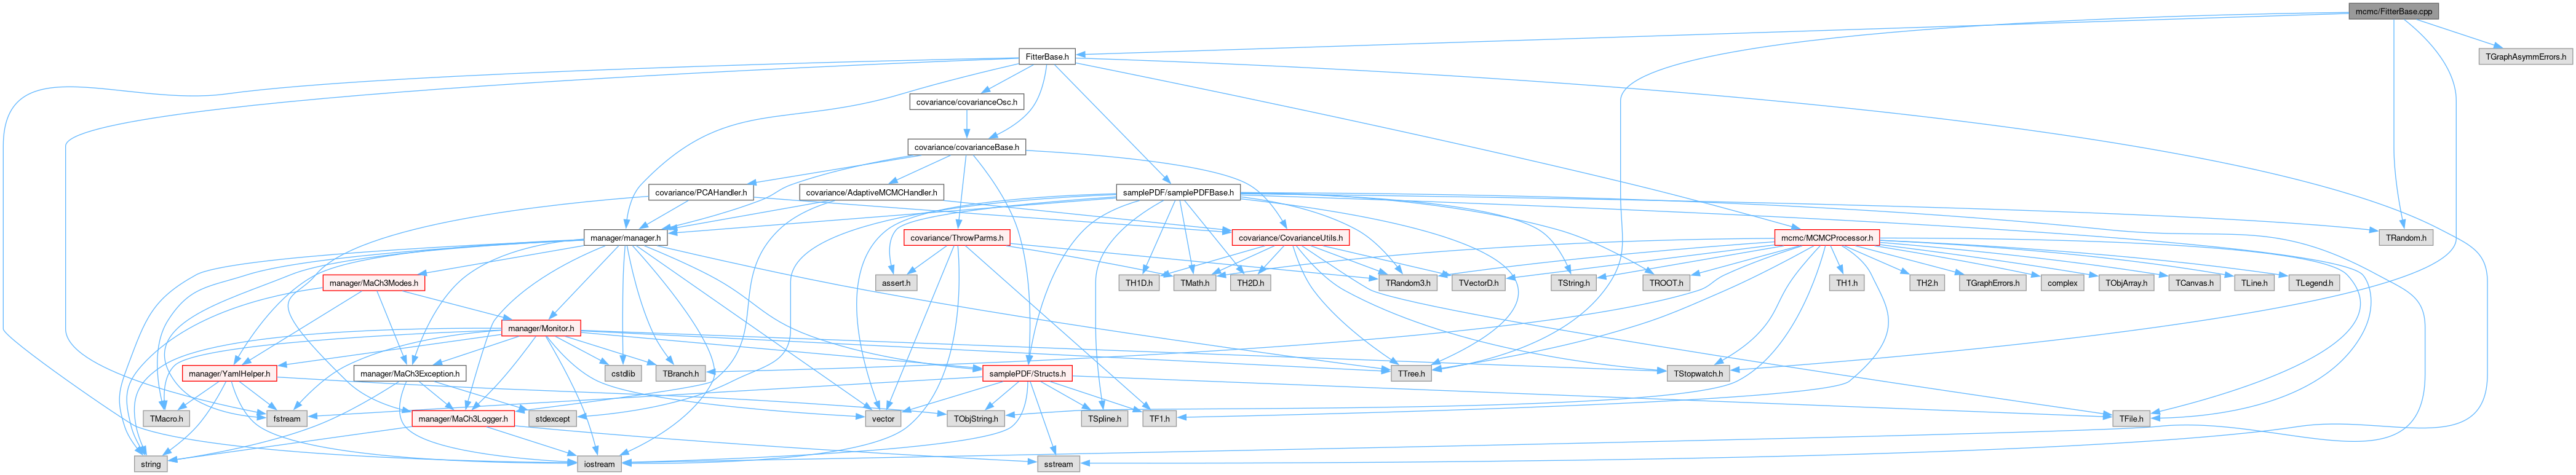 mcmc/FitterBase.cpp
FitterBase.h
TGraphAsymmErrors.h
covariance/covarianceOsc.h
covariance/covarianceBase.h
covariance/PCAHandler.h
covariance/AdaptiveMCMCHandler.h
samplePDF/samplePDFBase.h
manager/manager.h
covariance/ThrowParms.h
covariance/CovarianceUtils.h
mcmc/MCMCProcessor.h
TRandom.h
manager/MaCh3Modes.h
assert.h
TH1D.h
TMath.h
TH2D.h
TRandom3.h
TVectorD.h
TString.h
TROOT.h
TH1.h
TH2.h
TGraphErrors.h
complex
TObjArray.h
TCanvas.h
TLine.h
TLegend.h
manager/Monitor.h
manager/YamlHelper.h
manager/MaCh3Exception.h
cstdlib
TBranch.h
samplePDF/Structs.h
TTree.h
TStopwatch.h
TMacro.h
fstream
manager/MaCh3Logger.h
stdexcept
vector
TObjString.h
TSpline.h
TF1.h
TFile.h
string
iostream
sstream